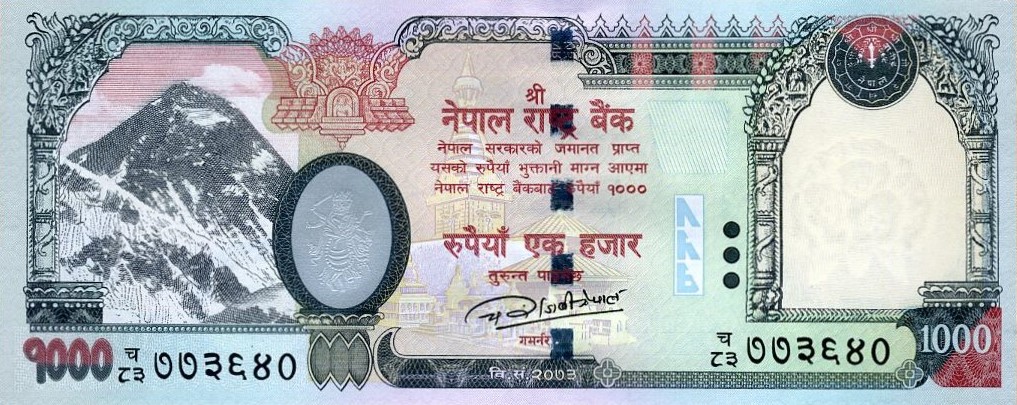 श्री
नेपाल राष्ट्र बैंक
नेपाल सरकारको जमानत प्राप्त
यसको रुपैयाँ भुक्तानी माग्न आएमा
नेपाल राष्ट्र बैंकबाट रुपैयाँ १०००
रुपैयाँ एक हजार
तुरुन्त पाइन्छ
गभर्नर
वि.सं.२०७३
NRB
१००० च
८३ ७७३६४०
च
८३ ७७३६४०
1000